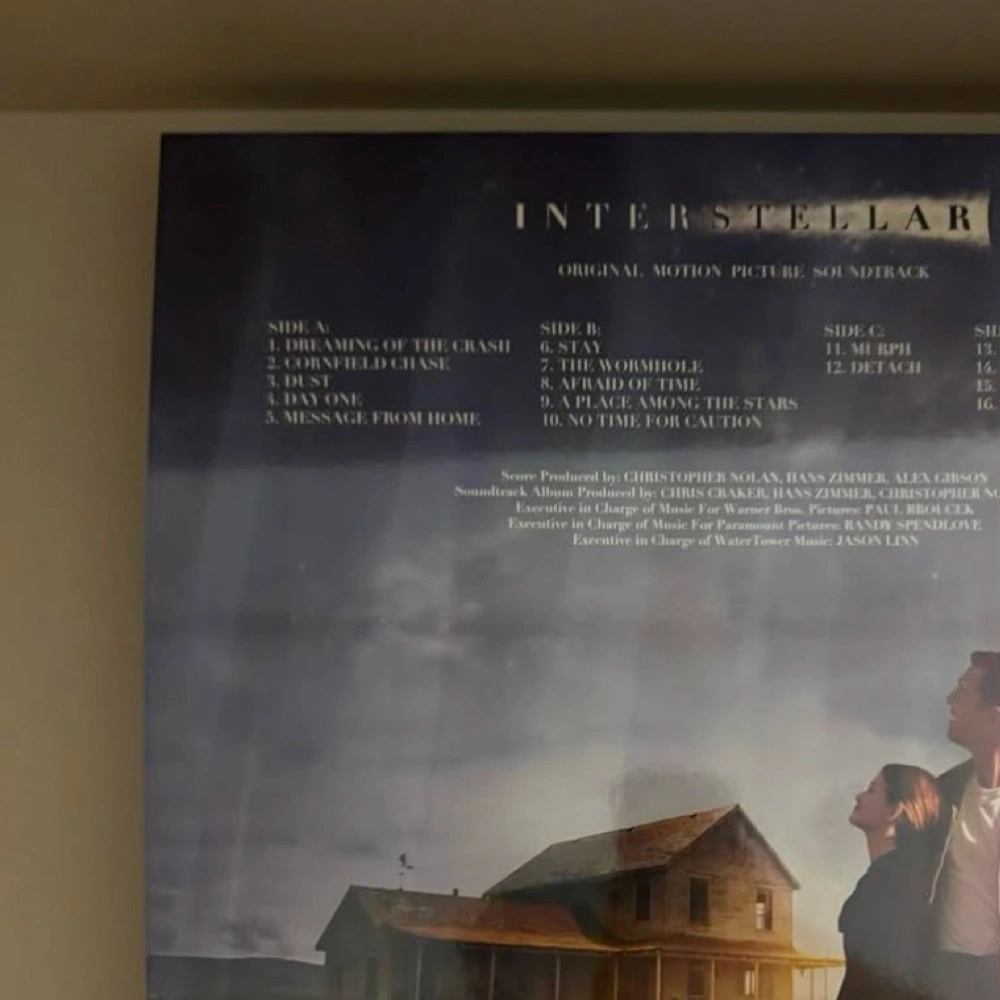 INTERSTELLAR
ORIGINAL MOTION PICTURE SOUNDTRACK
SIDE A:
1. DREAMING OF THE CRASH
2. CORNFIELD CHASE
3. DUST
4. DAY ONE
5. MESSAGE FROM HOME
SIDE B:
6. STAY
7. THE WORMHOLE
8. AFRAID OF TIME
9. A PLACE AMONG THE STARS
10. NO TIME FOR CAUTION
SIDE C:
11. MURPH
12. DETACH
13.
14.
15.
16.
Score Produced by: CHRISTOPHER NOLAN, HANS ZIMMER, ALEX GIBSON
Soundtrack Album Produced by: CHRIS CRAKER, HANS ZIMMER, CHRISTOPHER
Executive in Charge of Music For Warner Bros. Pictures: PAUL BROUCEK
Executive in Charge of Music For Paramount Pictures: RANDY SPENDLOVE
Executive in Charge of WaterTower Music: JASON LINN